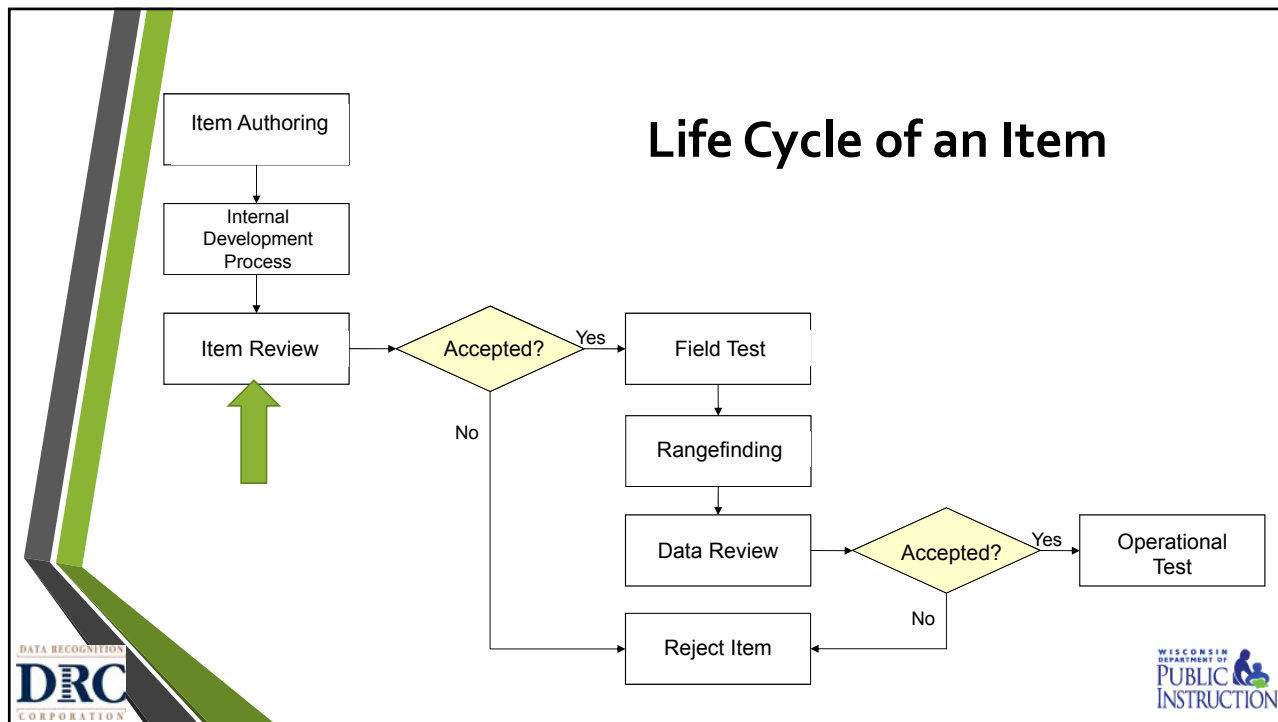 Life Cycle of an Item
Item Authoring
Internal
Development
Process
Item Review
Accepted?
Yes
Field Test
No
Rangefinding
Data Review
Accepted?
Yes
Operational
Test
No
Reject Item
DATA RECOGNITION
DRC
CORPORATION
WISCONSIN
DEPARTMENT OF
PUBLIC
INSTRUCTION